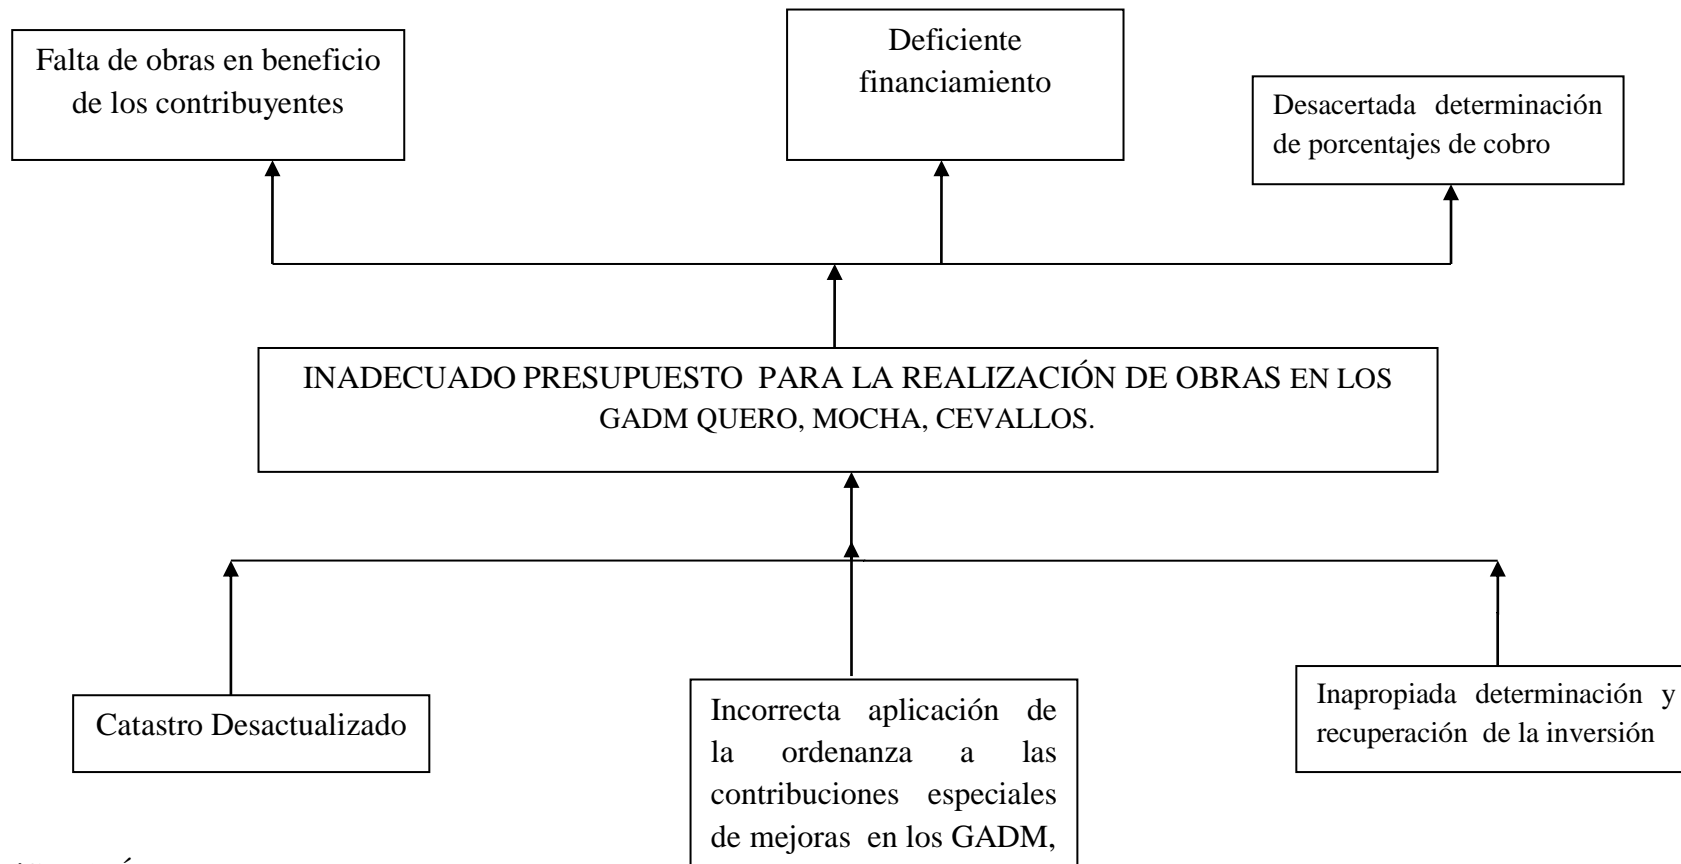 Falta de obras en beneficio
de los contribuyentes
Deficiente
financiamiento
Desacertada determinación
de porcentajes de cobro
INADECUADO PRESUPUESTO PARA LA REALIZACIÓN DE OBRAS EN LOS
GADM QUERO, MOCHA, CEVALLOS.
Catastro Desactualizado
Incorrecta aplicación de
la ordenanza a las
contribuciones especiales
de mejoras en los GADM,
Inapropiada determinación y
recuperación de la inversión